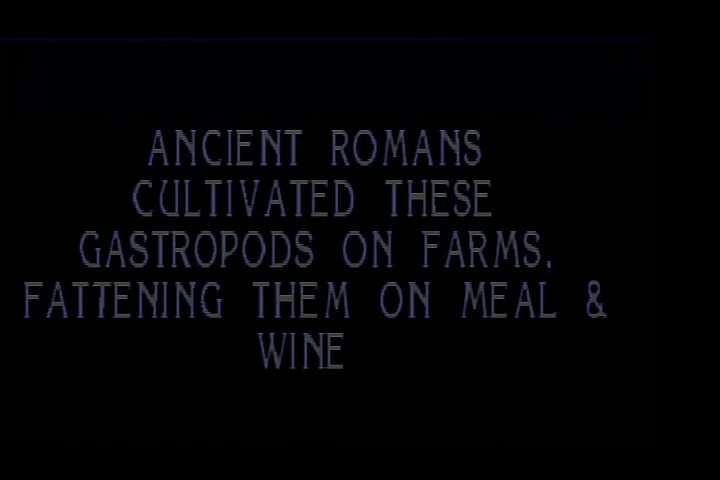 ANCIENT ROMANS
CULTIVATED THESE
GASTROPODS ON FARMS,
FATTENING THEM ON MEAL &
WINE